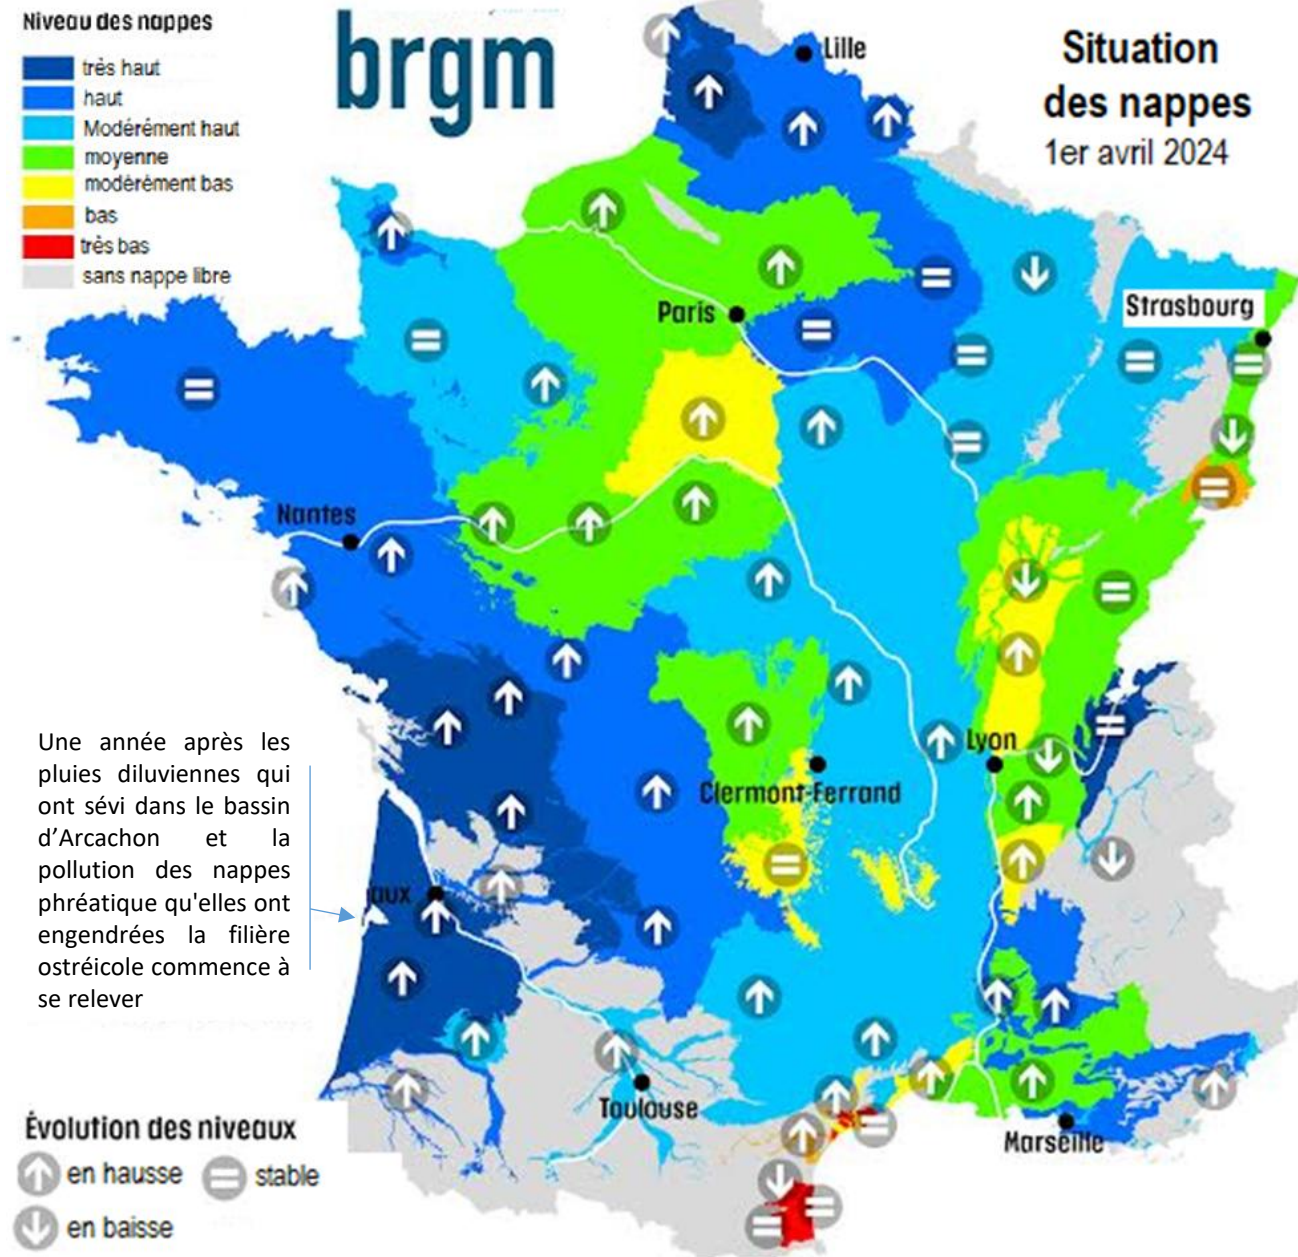 Niveau des nappes
très haut
haut
Modérément haut
moyenne
modérément bas
bas
très bas
sans nappe libre
brgm
Situation
des nappes
1er avril 2024
Lille
Paris
Strasbourg
Nantes
Lyon
Clermont-Ferrand
aux
Toulouse
Marseille
Une année après les
pluies diluviennes qui
ont sévi dans le bassin
d’Arcachon et la
pollution des nappes
phréatique qu'elles ont
engendrées la filière
ostréicole commence à
se relever
Évolution des niveaux
en hausse
stable
en baisse